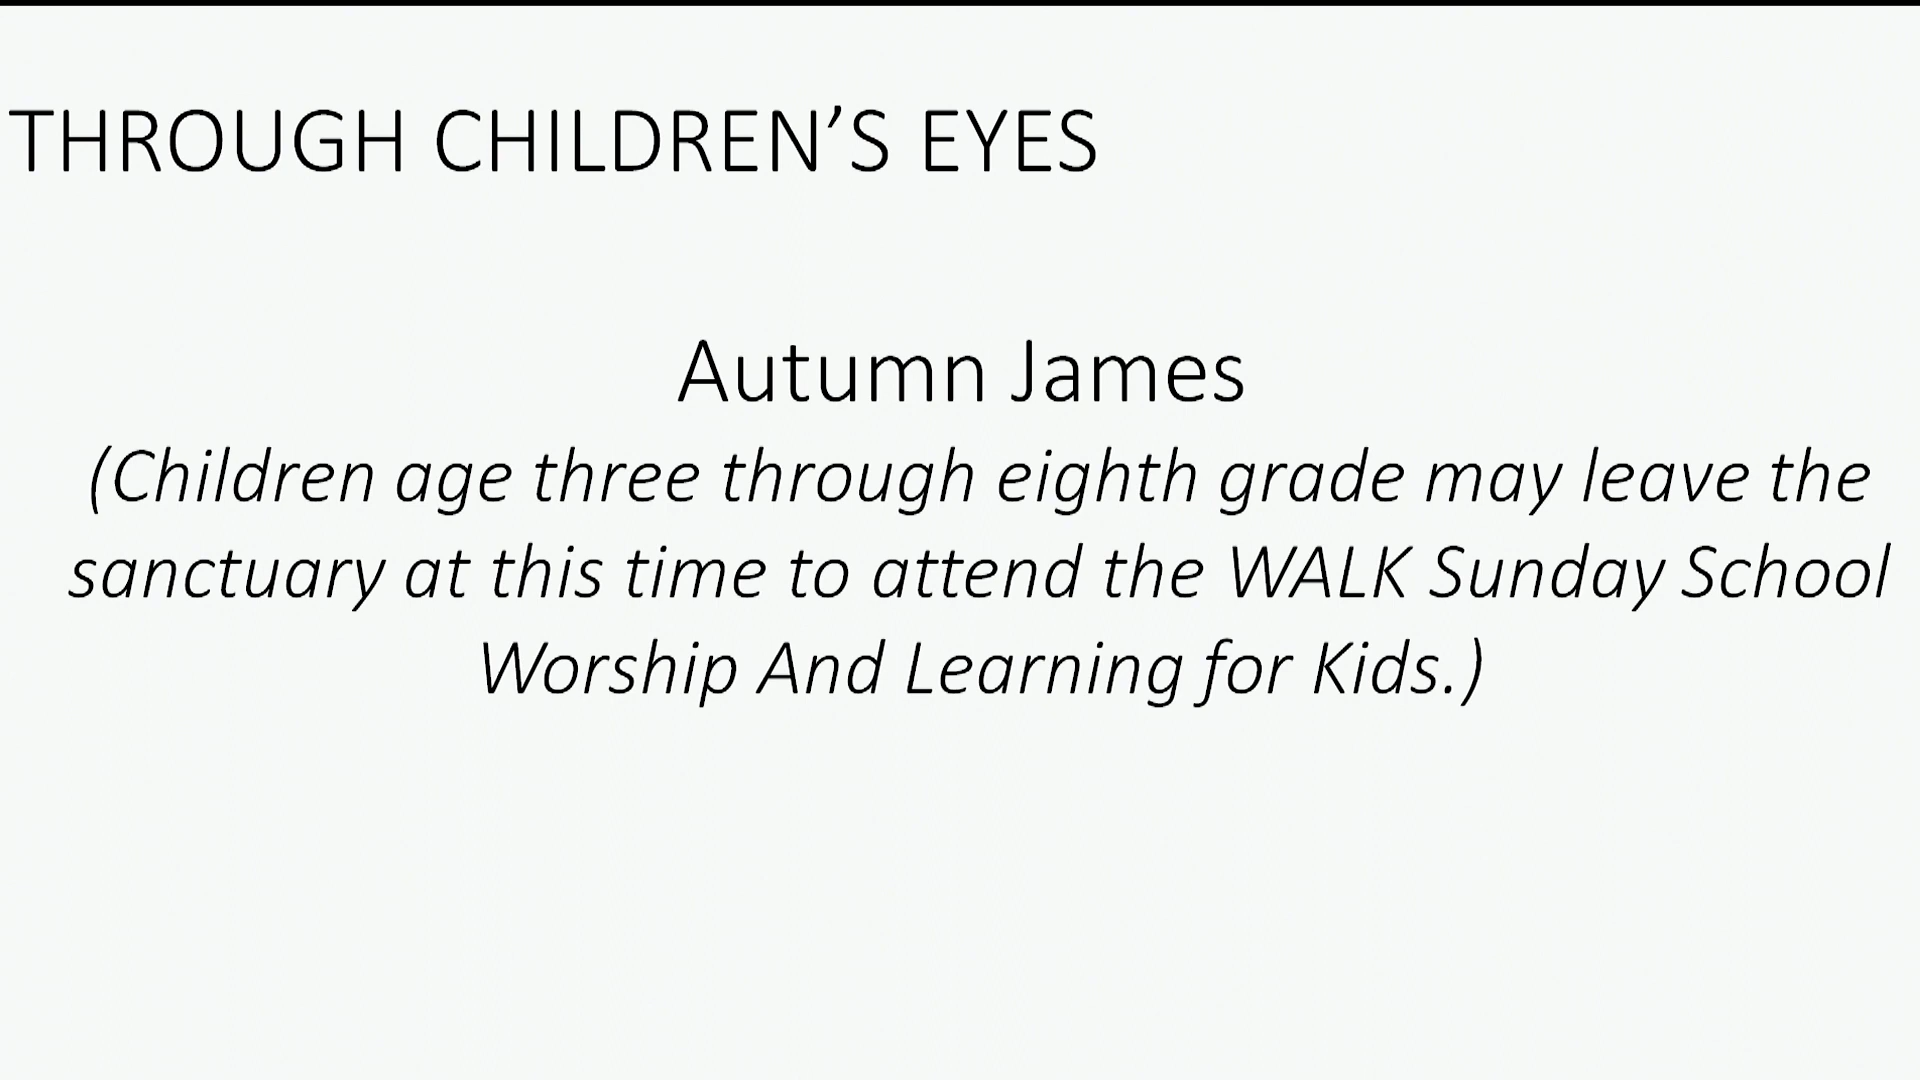 THROUGH CHILDREN’S EYES
Autumn James
(Children age three through eighth grade may leave the
sanctuary at this time to attend the WALK Sunday School
Worship And Learning for Kids.)